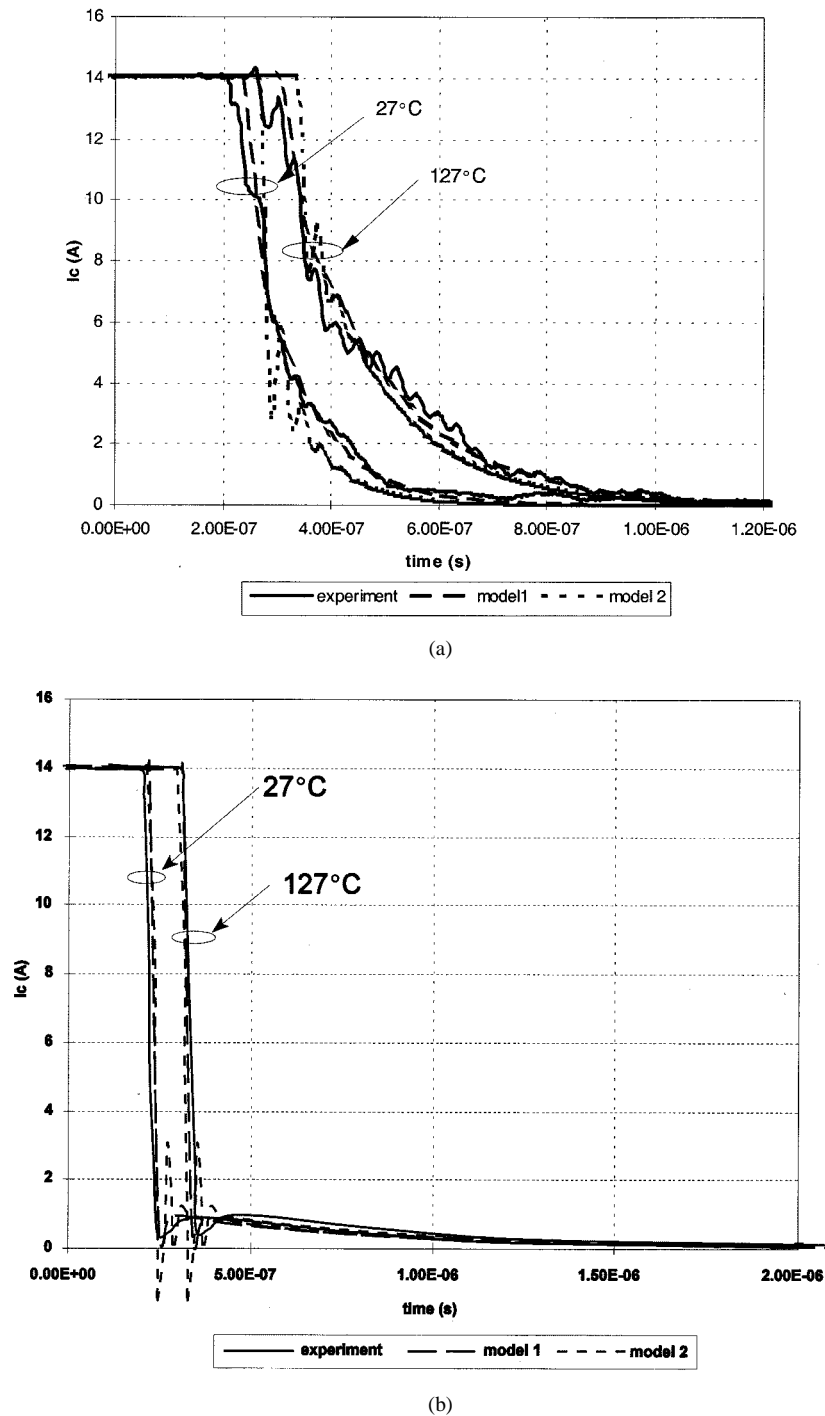 16
14
12
10
8
6
4
2
0
Ic (A)
27°C
127°C
0.00E+00 2.00E-07 4.00E-07 6.00E-07 8.00E-07 1.00E-06 1.20E-06
time (s)
experiment model1 model 2
(a)
16
14
12
10
8
6
4
2
0
Ic (A)
27°C
127°C
0.00E+00 5.00E-07 1.00E-06 1.50E-06 2.00E-06
time (s)
experiment model 1 model 2
(b)